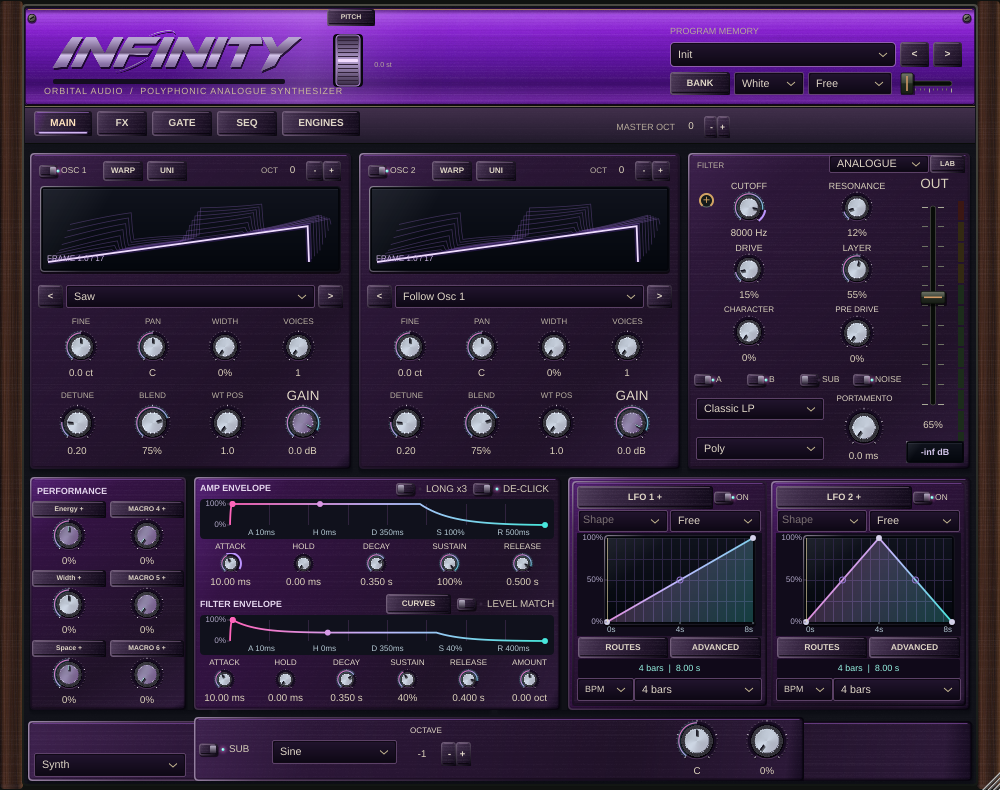 PITCH
INFINITY
0.0 st
ORBITAL AUDIO / POLYPHONIC ANALOGUE SYNTHESIZER
PROGRAM MEMORY
Init
<
>
BANK
White
Free
MAIN
FX
GATE
SEQ
ENGINES
MASTER OCT 0 - +
OSC 1
WARP
UNI
OCT 0 - +
FRAME 1.0 / 17
<
Saw
>
FINE PAN WIDTH VOICES
0.0 ct C 0% 1
DETUNE BLEND WT POS GAIN
0.20 75% 1.0 0.0 dB
OSC 2
WARP
UNI
OCT 0 - +
FRAME 1.0 / 17
<
Follow Osc 1
>
FINE PAN WIDTH VOICES
0.0 ct C 0% 1
DETUNE BLEND WT POS GAIN
0.20 75% 1.0 0.0 dB
FILTER
ANALOGUE
LAB
CUTOFF RESONANCE OUT
+
8000 Hz 12%
DRIVE LAYER
15% 55%
CHARACTER PRE DRIVE
0% 0%
A B SUB NOISE
Classic LP
PORTAMENTO
Poly
0.0 ms
65%
-inf dB
PERFORMANCE
Energy + MACRO 4 +
0% 0%
Width + MACRO 5 +
0% 0%
Space + MACRO 6 +
0% 0%
AMP ENVELOPE
LONG x3
DE-CLICK
100%
0%
A 10ms H 0ms D 350ms S 100% R 500ms
ATTACK HOLD DECAY SUSTAIN RELEASE
10.00 ms 0.00 ms 0.350 s 100% 0.500 s
FILTER ENVELOPE
CURVES
LEVEL MATCH
100%
0%
A 10ms H 0ms D 350ms S 40% R 400ms
ATTACK HOLD DECAY SUSTAIN RELEASE AMOUNT
10.00 ms 0.00 ms 0.350 s 40% 0.400 s 0.00 oct
LFO 1 +
ON
Shape
Free
100%
50%
0%
0s 4s 8s
ROUTES
ADVANCED
4 bars | 8.00 s
BPM
4 bars
LFO 2 +
ON
Shape
Free
100%
50%
0%
0s 4s 8s
ROUTES
ADVANCED
4 bars | 8.00 s
BPM
4 bars
Synth
SUB
Sine
OCTAVE
-1 - +
C 0%